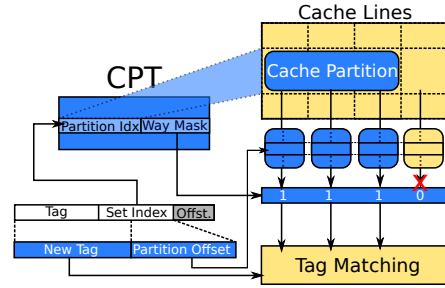 Cache Lines
Cache Partition
CPT
Partition Idx Way Mask
1 1 1 0
X
Tag Set Index Offst.
New Tag Partition Offset
Tag Matching